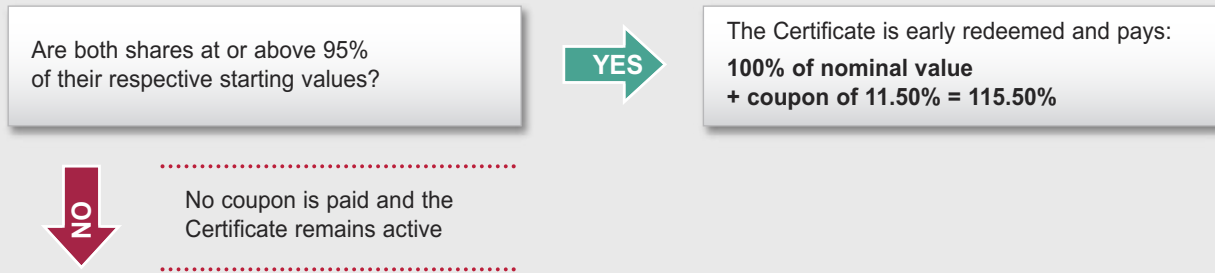 Are both shares at or above 95%
of their respective starting values?
YES
The Certificate is early redeemed and pays:
100% of nominal value
+ coupon of 11.50% = 115.50%
NO
No coupon is paid and the
Certificate remains active